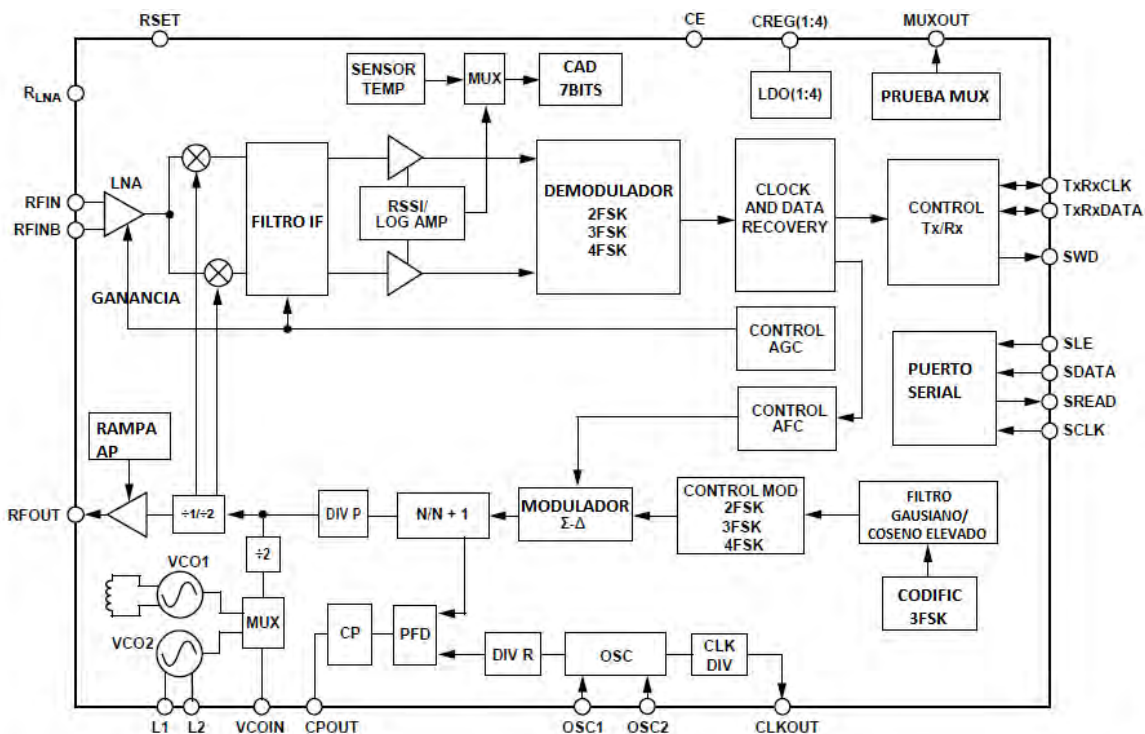 RSET
CE
CREG(1:4)
MUXOUT
SENSOR
TEMP
MUX
CAD
7BITS
LDO(1:4)
PRUEBA MUX
RLNA
LNA
RFIN
RFINB
FILTRO IF
RSSI/
LOG AMP
DEMODULADOR
2FSK
3FSK
4FSK
CLOCK
AND DATA
RECOVERY
CONTROL
Tx/Rx
TxRxCLK
TxRxDATA
SWD
GANANCIA
CONTROL
AGC
PUERTO
SERIAL
SLE
SDATA
SREAD
SCLK
RAMPA
AP
CONTROL
AFC
RFOUT
÷1/÷2
DIV P
N/N + 1
MODULADOR
Σ-Δ
CONTROL MOD
2FSK
3FSK
4FSK
FILTRO
GAUSIANO/
COSENO ELEVADO
÷2
VCO1
MUX
CODIFIC
3FSK
VCO2
CP
PFD
DIV R
OSC
CLK
DIV
L1
L2
VCOIN
CPOUT
OSC1
OSC2
CLKOUT